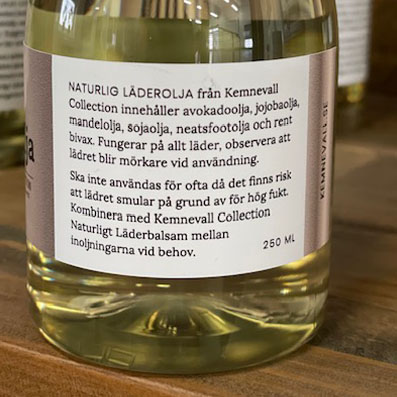 NATURLIG LÄDEROLJA från Kemnevall
Collection innehåller avokadoolja, jojobaolja,
mandelolja, sojaolja, neatsfootolja och rent
bivax. Fungerar på allt läder, observera att
lädret blir mörkare vid användning.
Ska inte användas för ofta då det finns risk
att lädret smular på grund av för hög fukt.
Kombinera med Kemnevall Collection
Naturligt Läderbalsam mellan
inoljningarna vid behov.
250 ML
KEMNEVALL.SE